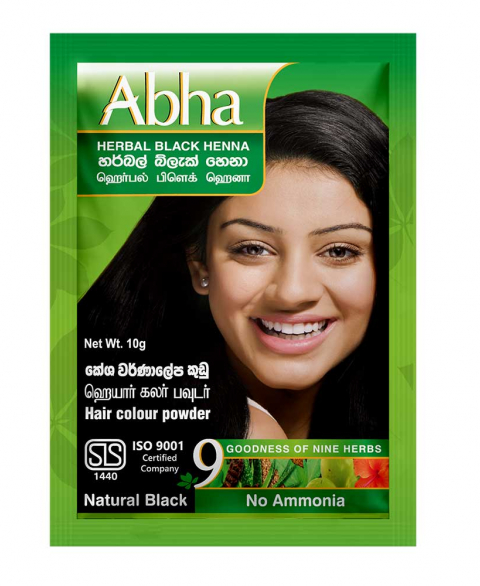 Abha
HERBAL BLACK HENNA
හර්බල් බ්ලැක් හෙනා
ஹெர்பல் பிளெக் ஹெனா
Net Wt. 10g
කේශ වර්ණාලේප කුඩු
ஹெயார் கலர் பவுடர்
Hair colour powder
SLS
1440
ISO 9001
Certified
Company
9 GOODNESS OF NINE HERBS
Natural Black
No Ammonia